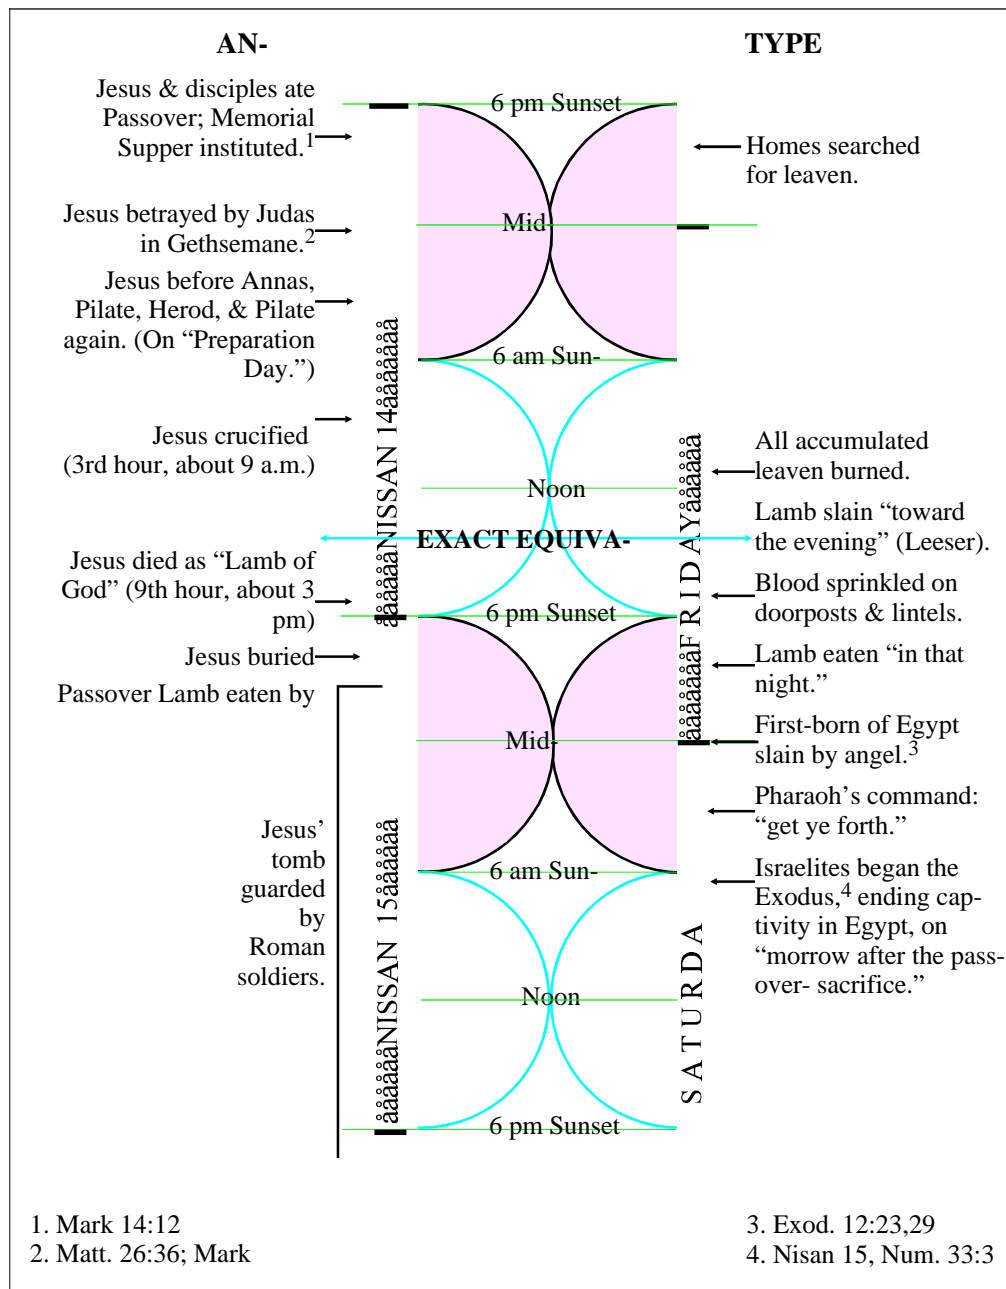 AN-
Jesus & disciples ate
Passover; Memorial
Supper instituted.1
Jesus betrayed by Judas
in Gethsemane.2
Jesus before Annas,
Pilate, Herod, & Pilate
again. (On “Preparation
Day.”)
Jesus crucified
(3rd hour, about 9 a.m.)
Jesus died as “Lamb of
God” (9th hour, about 3
pm)
Jesus buried
Passover Lamb eaten by
Jesus’
tomb
guarded
by
Roman
soldiers.
ååååååNISSAN 14ååååååå
ååååååNISSAN 15åååååå
6 pm Sunset
Mid-
6 am Sun-
Noon
EXACT EQUIVA-
6 pm Sunset
Mid-
6 am Sun-
Noon
6 pm Sunset
TYPE
Homes searched
for leaven.
All accumulated
leaven burned.
Lamb slain “toward
the evening” (Leeser).
Blood sprinkled on
doorposts & lintels.
Lamb eaten “in that
night.”
First-born of Egypt
slain by angel.3
Pharaoh’s command:
“get ye forth.”
Israelites began the
Exodus,4 ending cap-
tivity in Egypt, on
“morrow after the pass-
over- sacrifice.”
ååååååååF R I D A Yååååååå
S A T U R D A
1. Mark 14:12
2. Matt. 26:36; Mark
3. Exod. 12:23,29
4. Nisan 15, Num. 33:3